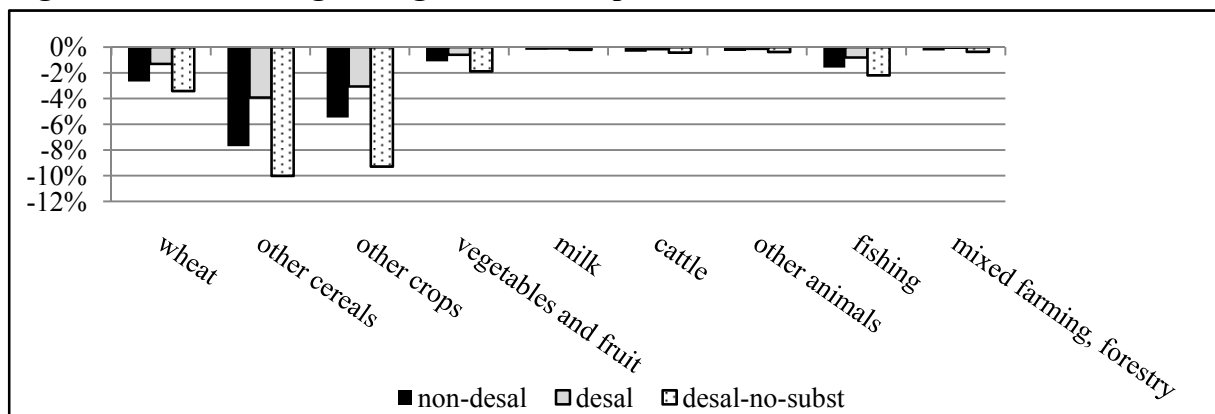 0%
-2%
-4%
-6%
-8%
-10%
-12%
wheat
other cereals
other crops
vegetables and fruit
milk
cattle
other animals
fishing
mixed farming, forestry
non-desal desal desal-no-subst